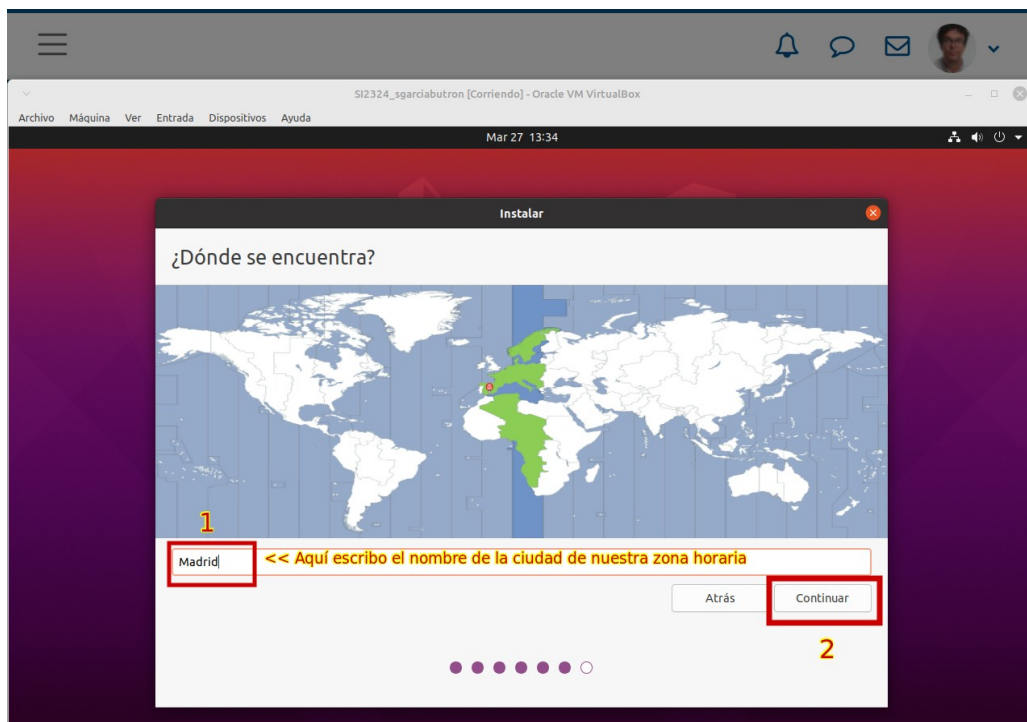 SI2324_sgarciabutron [Corriendo] - Oracle VM VirtualBox
Archivo Máquina Ver Entrada Dispositivos Ayuda
Mar 27 13:34
Instalar
¿Dónde se encuentra?
1
Madrid
<< Aquí escribo el nombre de la ciudad de nuestra zona horaria
Atrás
Continuar
2